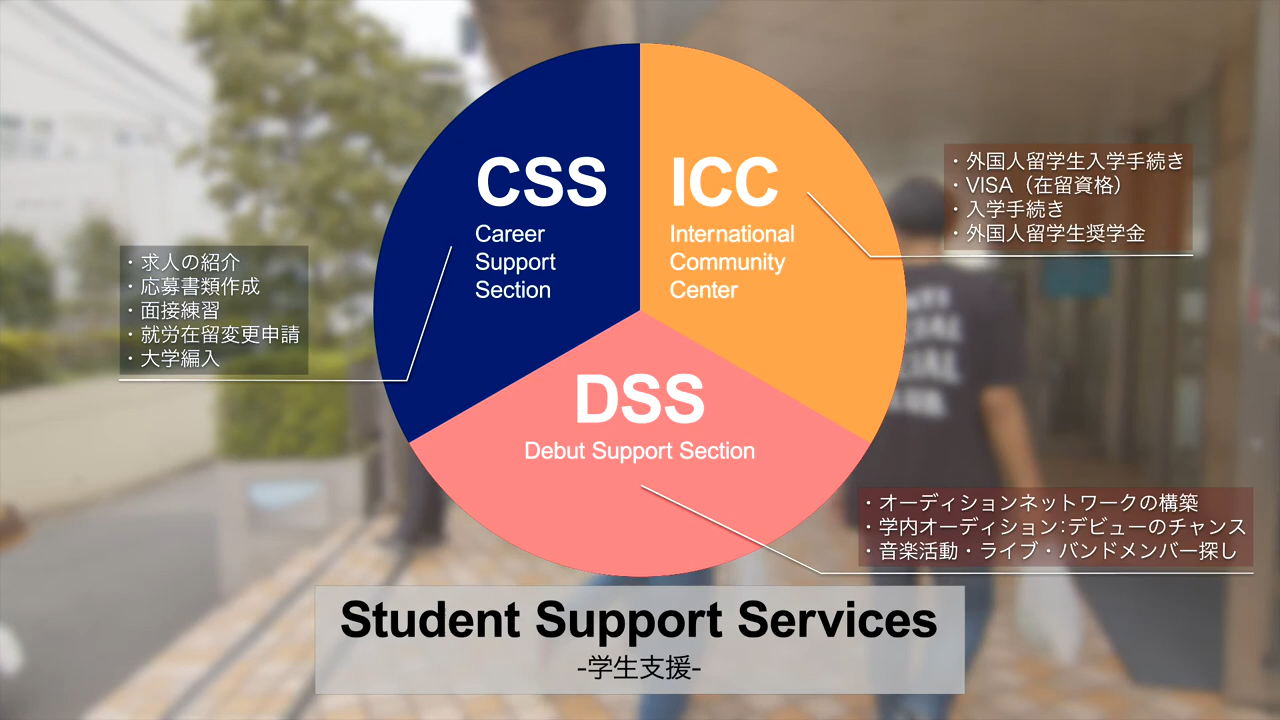 CSS
Career
Support
Section
ICC
International
Community
Center
DSS
Debut Support Section
・求人の紹介
・応募書類作成
・面接練習
・就労在留変更申請
・大学編入
・外国人留学生入学手続き
・VISA（在留資格）
・入学手続き
・外国人留学生奨学金
・オーディションネットワークの構築
・学内オーディション：デビューのチャンス
・音楽活動・ライブ・バンドメンバー探し
Student Support Services
-学生支援-